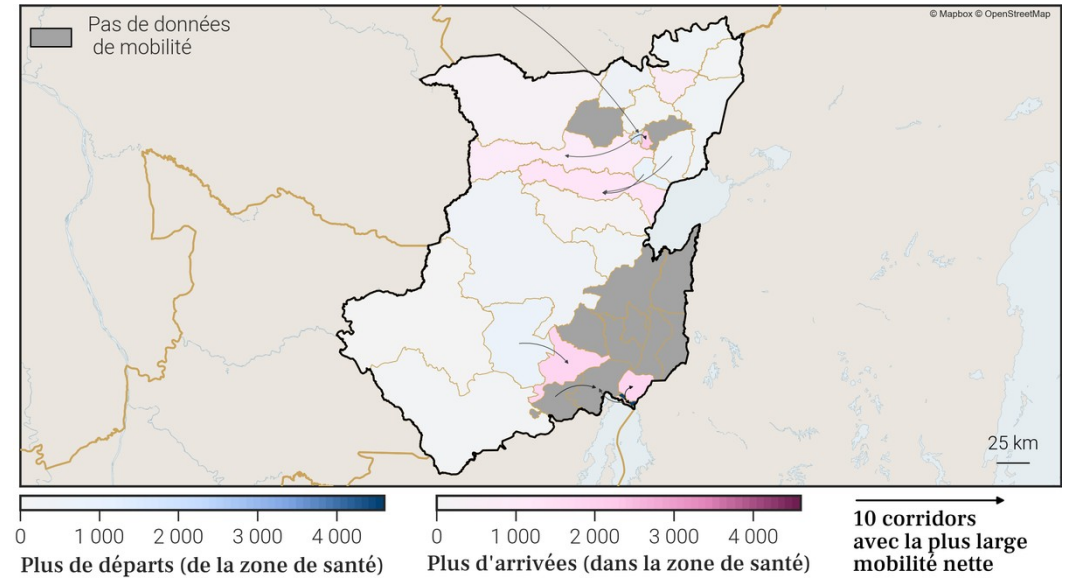 Pas de données
de mobilité
© Mapbox © OpenStreetMap
25 km
0 1 000 2 000 3 000 4 000
Plus de départs (de la zone de santé)
0 1 000 2 000 3 000 4 000
Plus d'arrivées (dans la zone de santé)
10 corridors
avec la plus large
mobilité nette